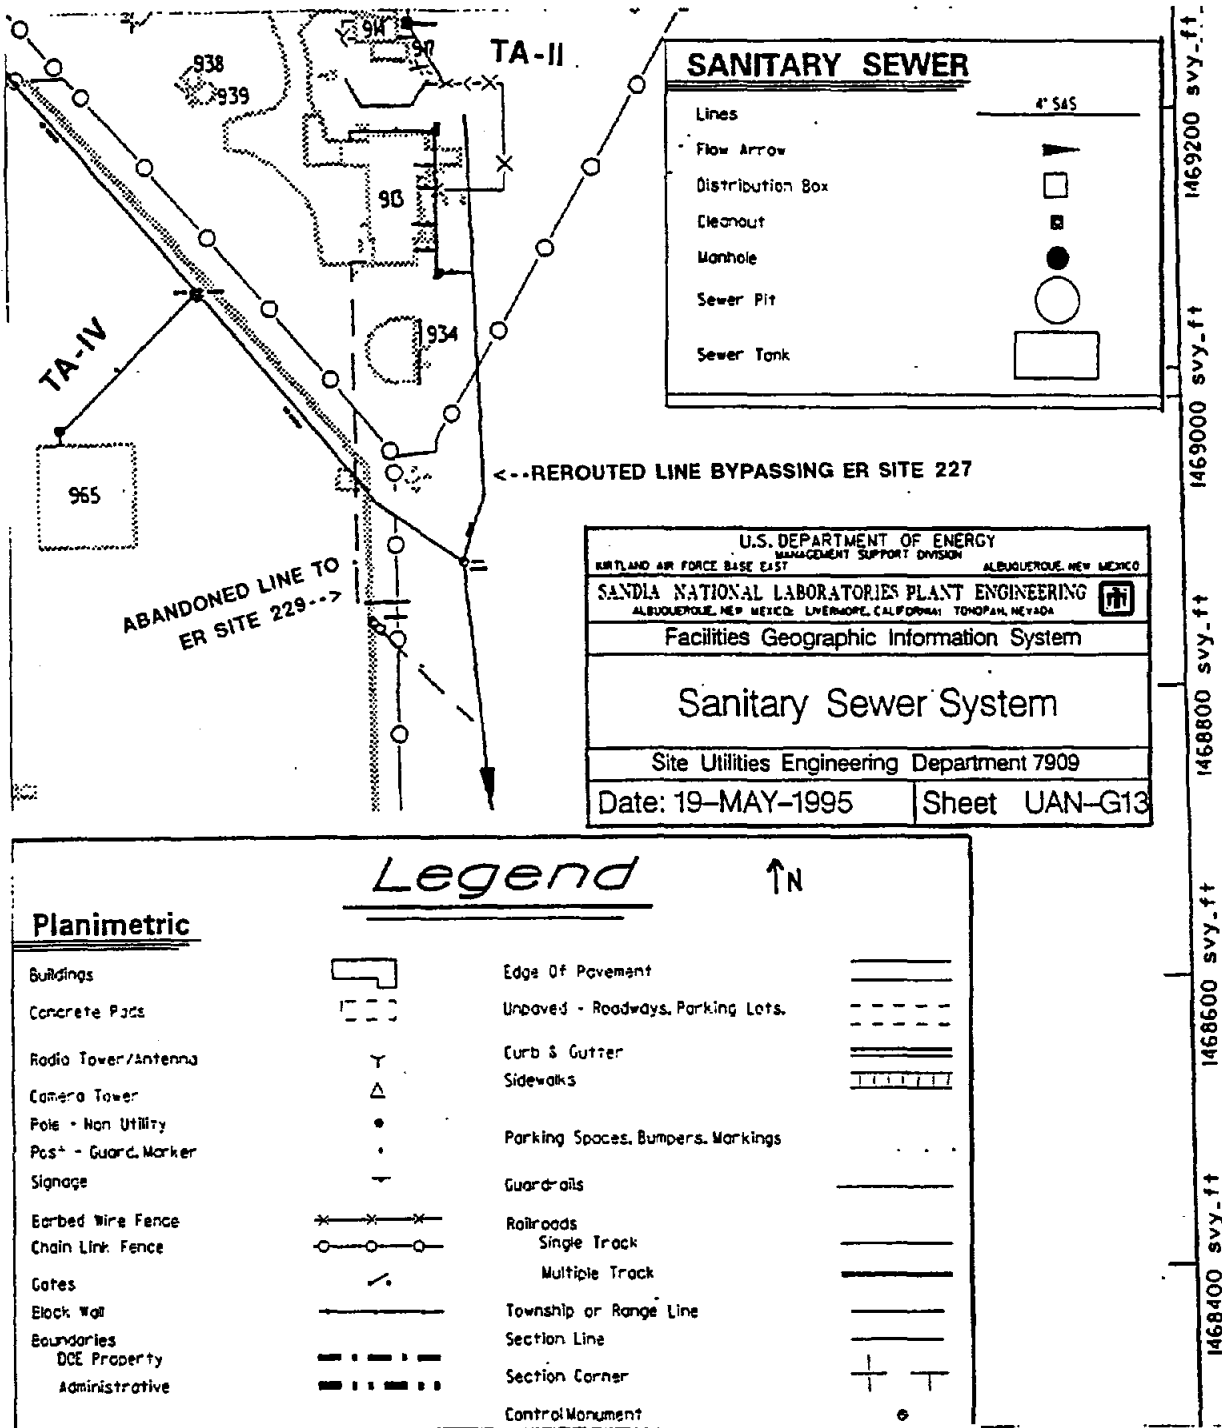 938
939
914
917
TA-II
913
934
TA-IV
965
<--REROUTED LINE BYPASSING ER SITE 227
ABANDONED LINE TO
ER SITE 229-->
SANITARY SEWER
Lines
4" SAS
Flow Arrow
Distribution Box
Cleanout
Manhole
Sewer Pit
Sewer Tank
U.S. DEPARTMENT OF ENERGY
MANAGEMENT SUPPORT DIVISION
KIRTLAND AIR FORCE BASE EAST ALBUQUERQUE, NEW MEXICO
SANDIA NATIONAL LABORATORIES PLANT ENGINEERING
ALBUQUERQUE, NEW MEXICO; LIVERMORE, CALIFORNIA; TONOPAH, NEVADA
Facilities Geographic Information System
Sanitary Sewer System
Site Utilities Engineering Department 7909
Date: 19-MAY-1995
Sheet UAN-G13
1469200 svy_ft
1469000 svy_ft
1468800 svy_ft
1468600 svy_ft
1468400 svy_ft
Legend
↑N
Planimetric
Buildings
Concrete Pads
Radio Tower/Antenna
Camera Tower
Pole - Non Utility
Post - Guard, Marker
Signage
Barbed Wire Fence
Chain Link Fence
Gates
Block Wall
Boundaries
DOE Property
Administrative
Edge Of Pavement
Unpaved - Roadways, Parking Lots.
Curb & Gutter
Sidewalks
Parking Spaces, Bumpers, Markings
Guardrails
Railroads
Single Track
Multiple Track
Township or Range Line
Section Line
Section Corner
Control Monument